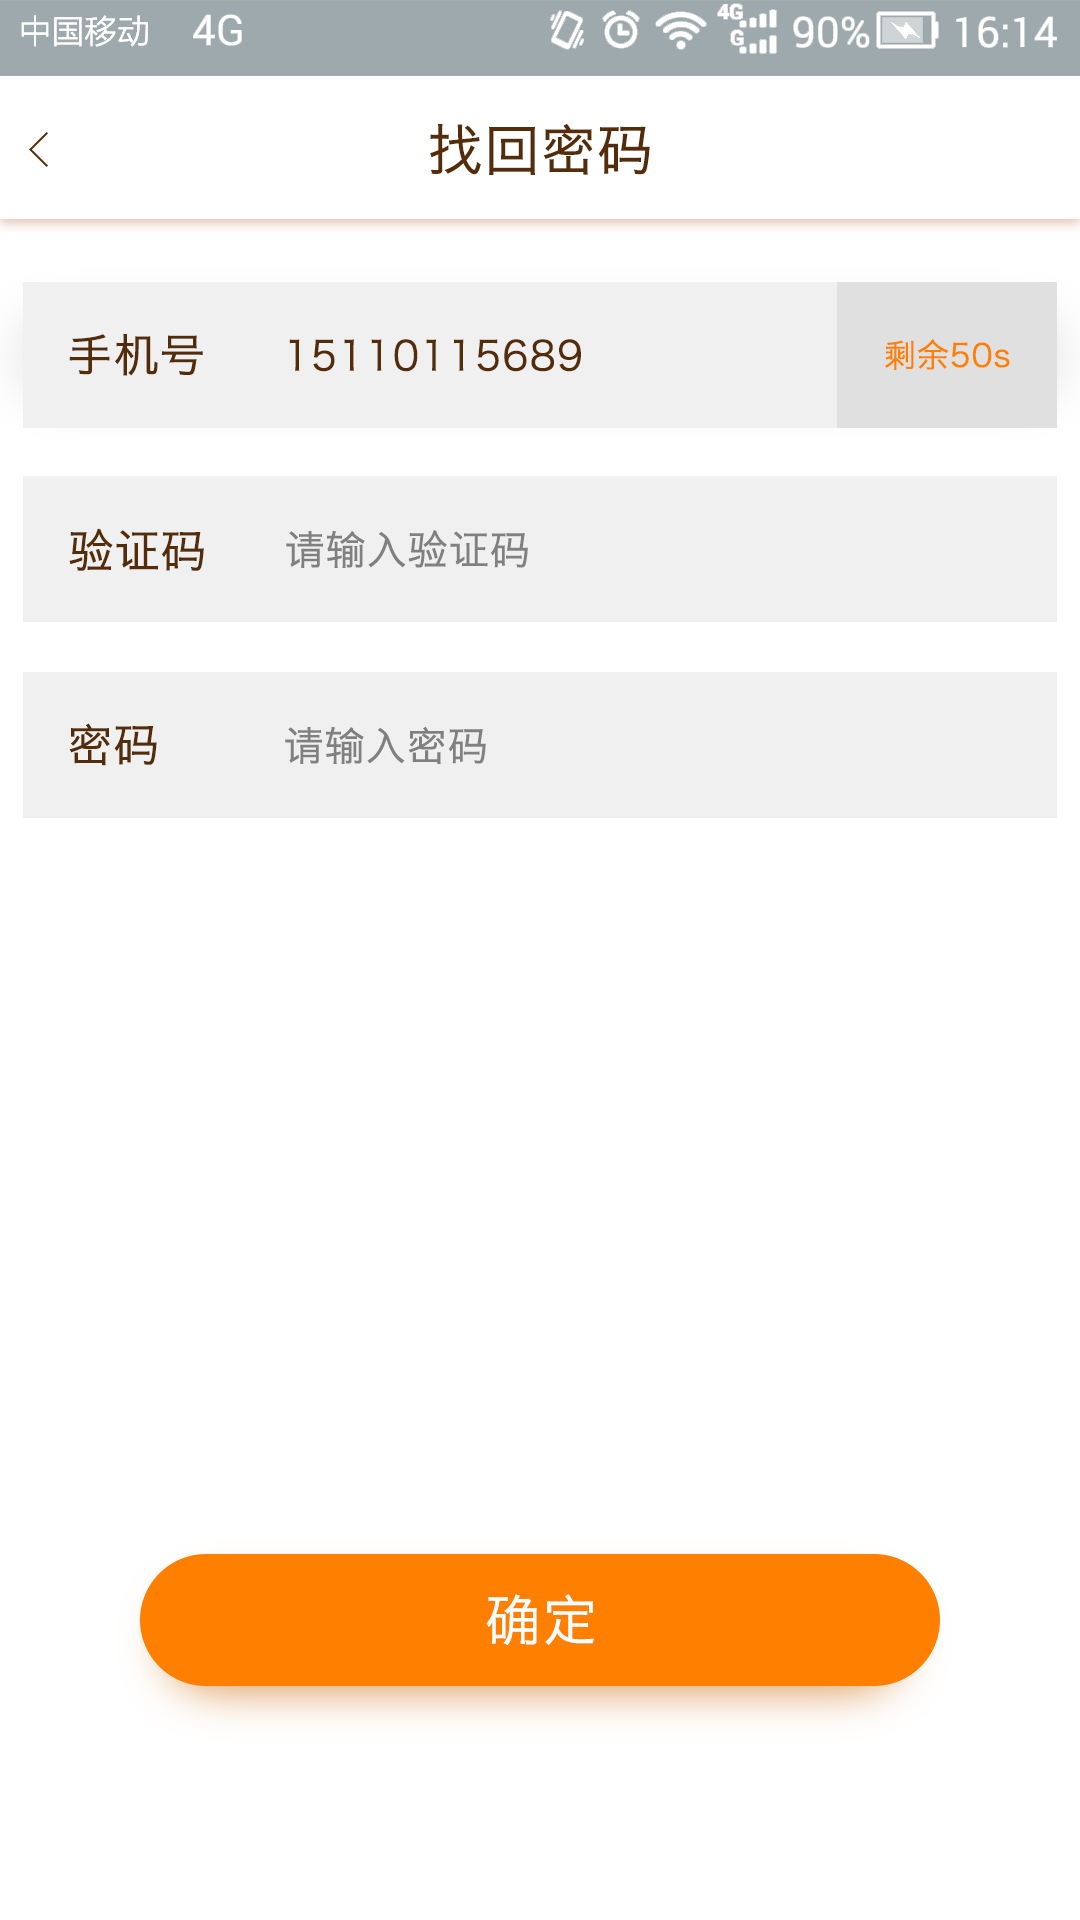 中国移动 4G 4G G 90% 16:14
找回密码
手机号 15110115689 剩余50s
验证码 请输入验证码
密码 请输入密码
确定